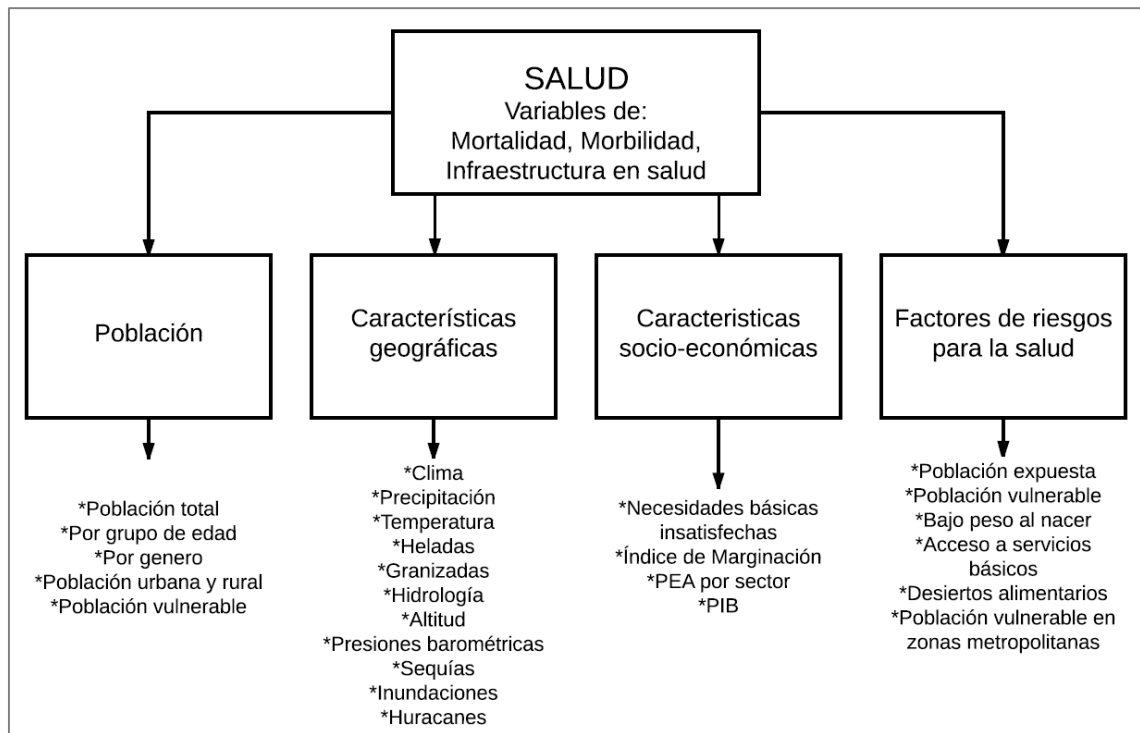 SALUD
Variables de:
Mortalidad, Morbilidad,
Infraestructura en salud
Población
Característícas
geográficas
Caracteristicas
socio-económicas
Factores de riesgos
para la salud
*Población total
*Por grupo de edad
*Por genero
*Población urbana y rural
*Población vulnerable
*Clima
*Precipitación
*Temperatura
*Heladas
*Granizadas
*Hidrología
*Altitud
*Presiones barométricas
*Sequías
*Inundaciones
*Huracanes
*Necesidades básicas
insatisfechas
*Índice de Marginación
*PEA por sector
*PIB
*Población expuesta
*Población vulnerable
*Bajo peso al nacer
*Acceso a servicios
básicos
*Desiertos alimentarios
*Población vulnerable en
zonas metropolitanas